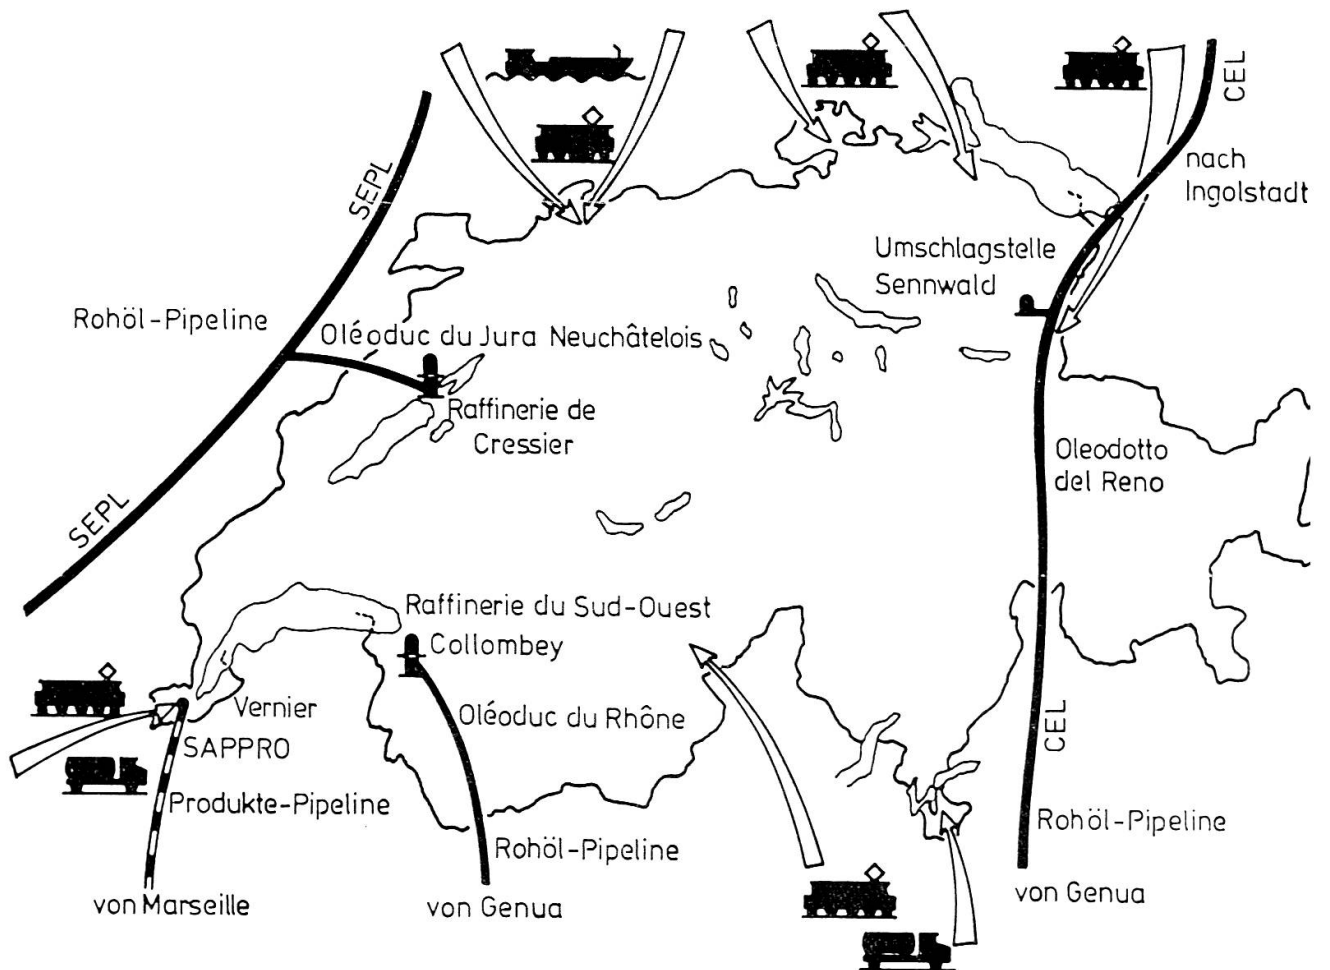 CEL
nach
Ingolstadt
SEPL
Umschlagstelle
Sennwald
Rohöl-Pipeline
Oléoduc du Jura Neuchâtelois
Raffinerie de
Cressier
Oleodotto
del Reno
SEPL
Raffinerie du Sud-Ouest
Collombey
Vernier
SAPPRO
Oléoduc du Rhône
CEL
Produkte-Pipeline
Rohöl-Pipeline
Rohöl-Pipeline
von Marseille
von Genua
von Genua